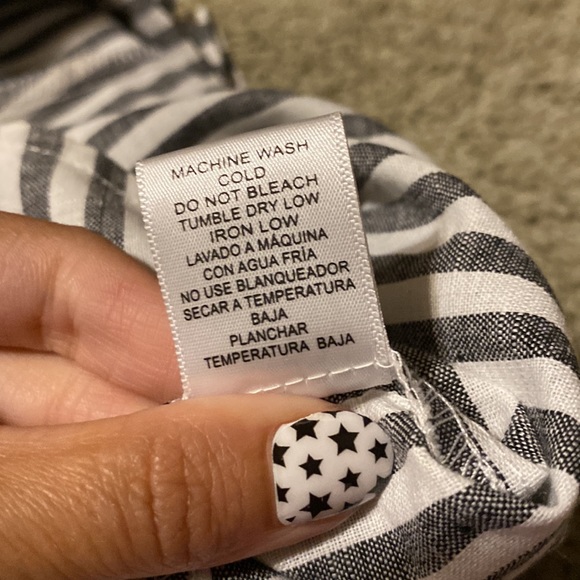 MACHINE WASH
COLD
DO NOT BLEACH
TUMBLE DRY LOW
IRON LOW
LAVADO A MÁQUINA
CON AGUA FRÍA
NO USE BLANQUEADOR
SECAR A TEMPERATURA
BAJA
PLANCHAR
TEMPERATURA BAJA